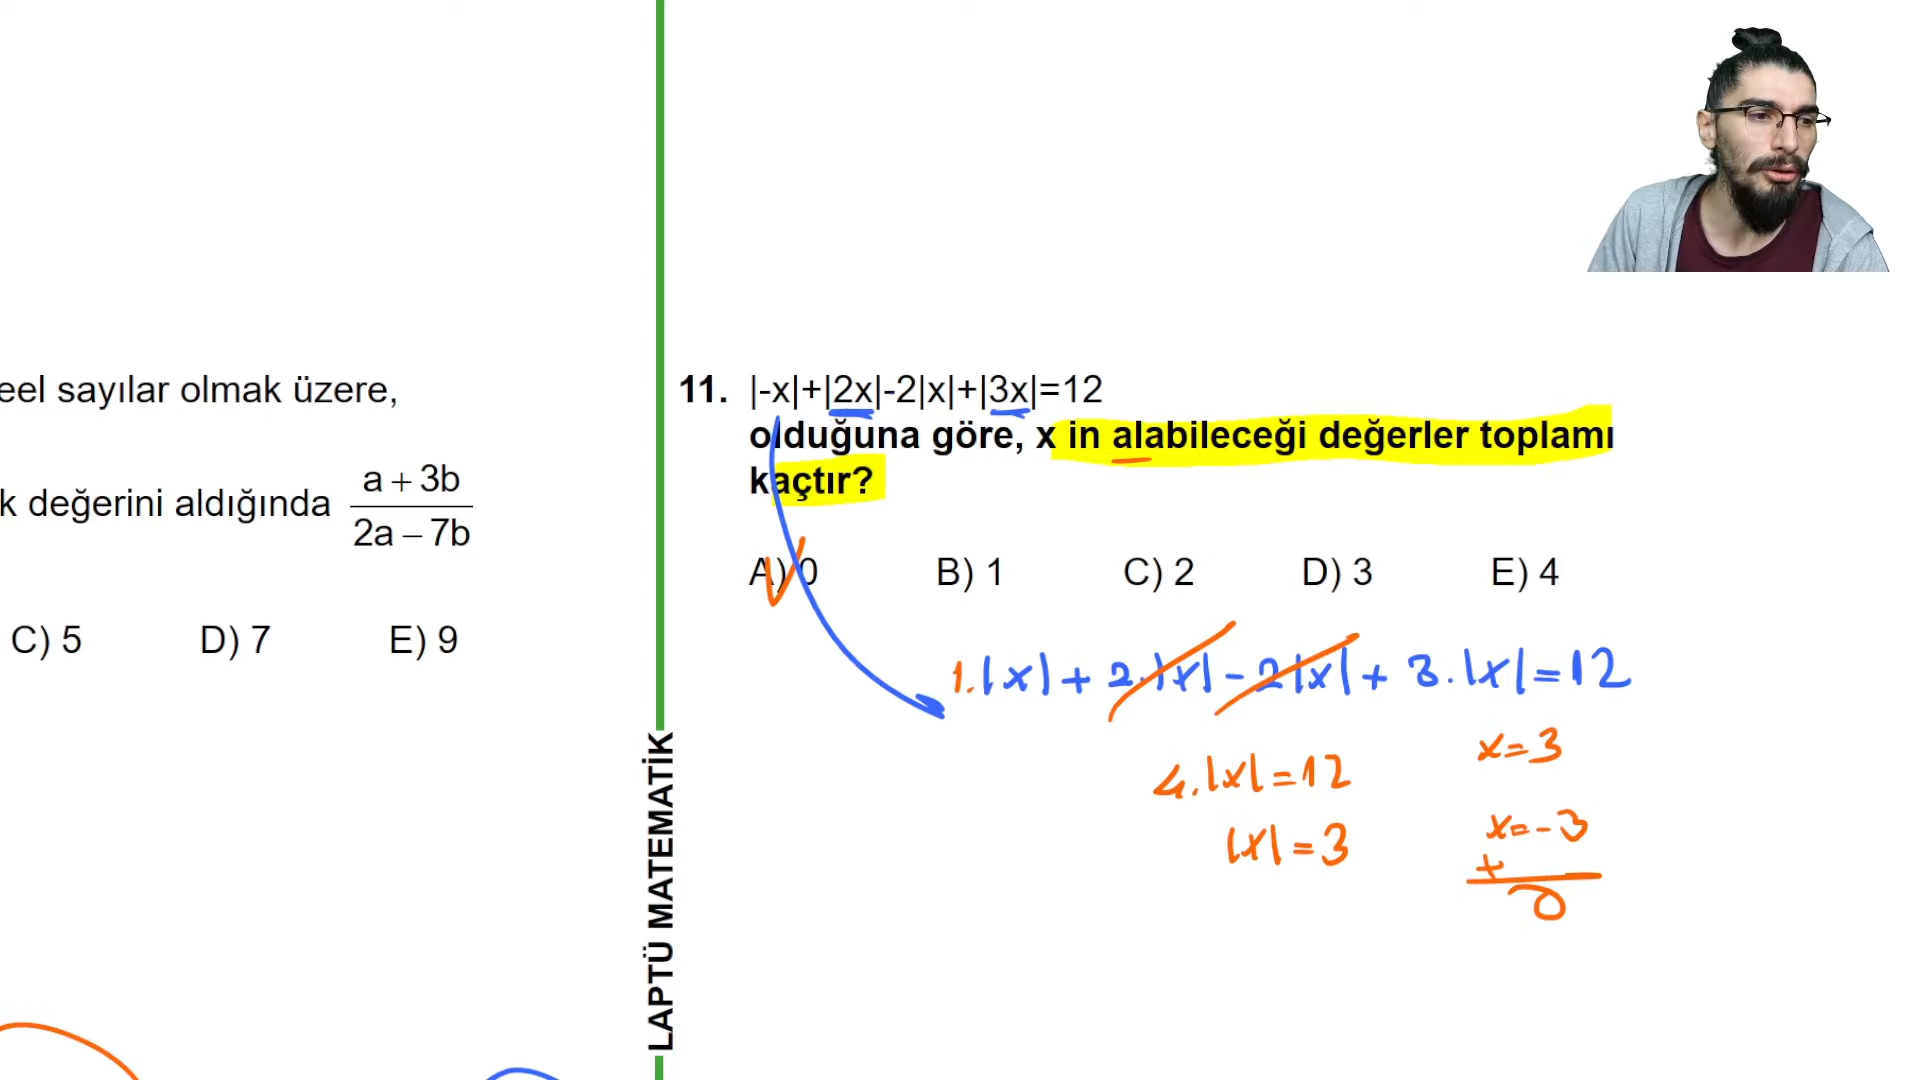 eel sayılar olmak üzere,
k değerini aldığında a + 3b
2a – 7b
C) 5 D) 7 E) 9
LAPTÜ MATEMATİK
11. |-x|+|2x|-2|x|+|3x|=12
olduğuna göre, x in alabileceği değerler toplamı
kaçtır?
A) 0 B) 1 C) 2 D) 3 E) 4
1.|x| + 2.|x| - 2|x| + 3.|x| = 12
4.|x| = 12
|x| = 3
x = 3
x = -3
+
0